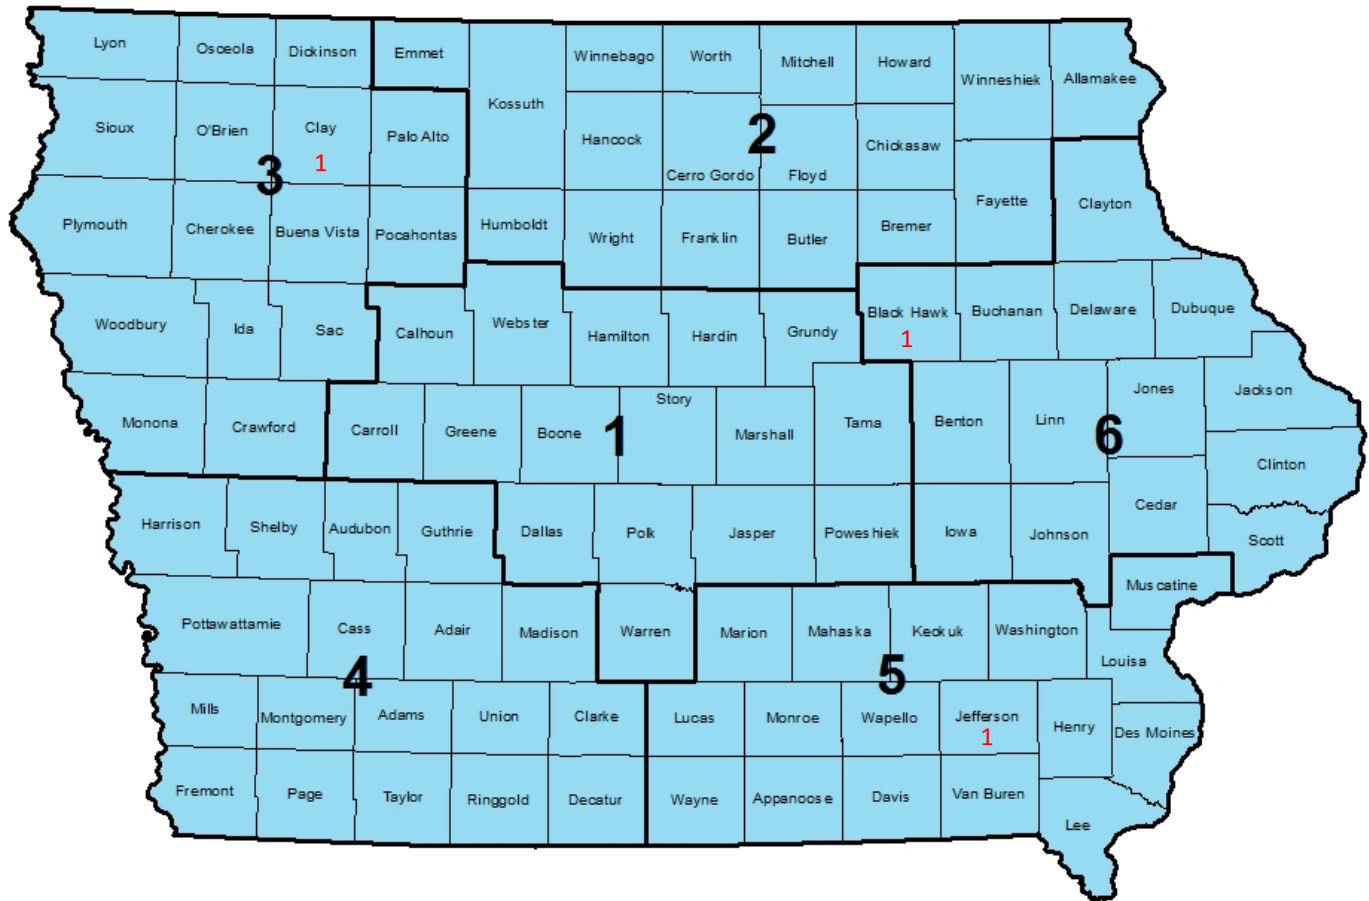 Lyon Osceola Dickinson Emmet Kossuth Winnebago Worth Mitchell Howard Winneshiek Allamakee
Sioux O'Brien Clay Palo Alto Hancock Cerro Gordo Floyd Chickasaw Fayette Clayton
1
3
2
Plymouth Cherokee Buena Vista Pocahontas Humboldt Wright Franklin Butler Bremer
Woodbury Ida Sac Calhoun Webster Hamilton Hardin Grundy Black Hawk Buchanan Delaware Dubuque
1
Monona Crawford Carroll Greene Boone Story Marshall Tama Benton Linn Jones Jackson
1
6
Clinton
Harrison Shelby Audubon Guthrie Dallas Polk Jasper Poweshiek Iowa Johnson Cedar Scott
Muscatine
Pottawattamie Cass Adair Madison Warren Marion Mahaska Keokuk Washington Louisa
4
5
Mills Montgomery Adams Union Clarke Lucas Monroe Wapello Jefferson Henry Des Moines
1
Fremont Page Taylor Ringgold Decatur Wayne Appanoose Davis Van Buren Lee